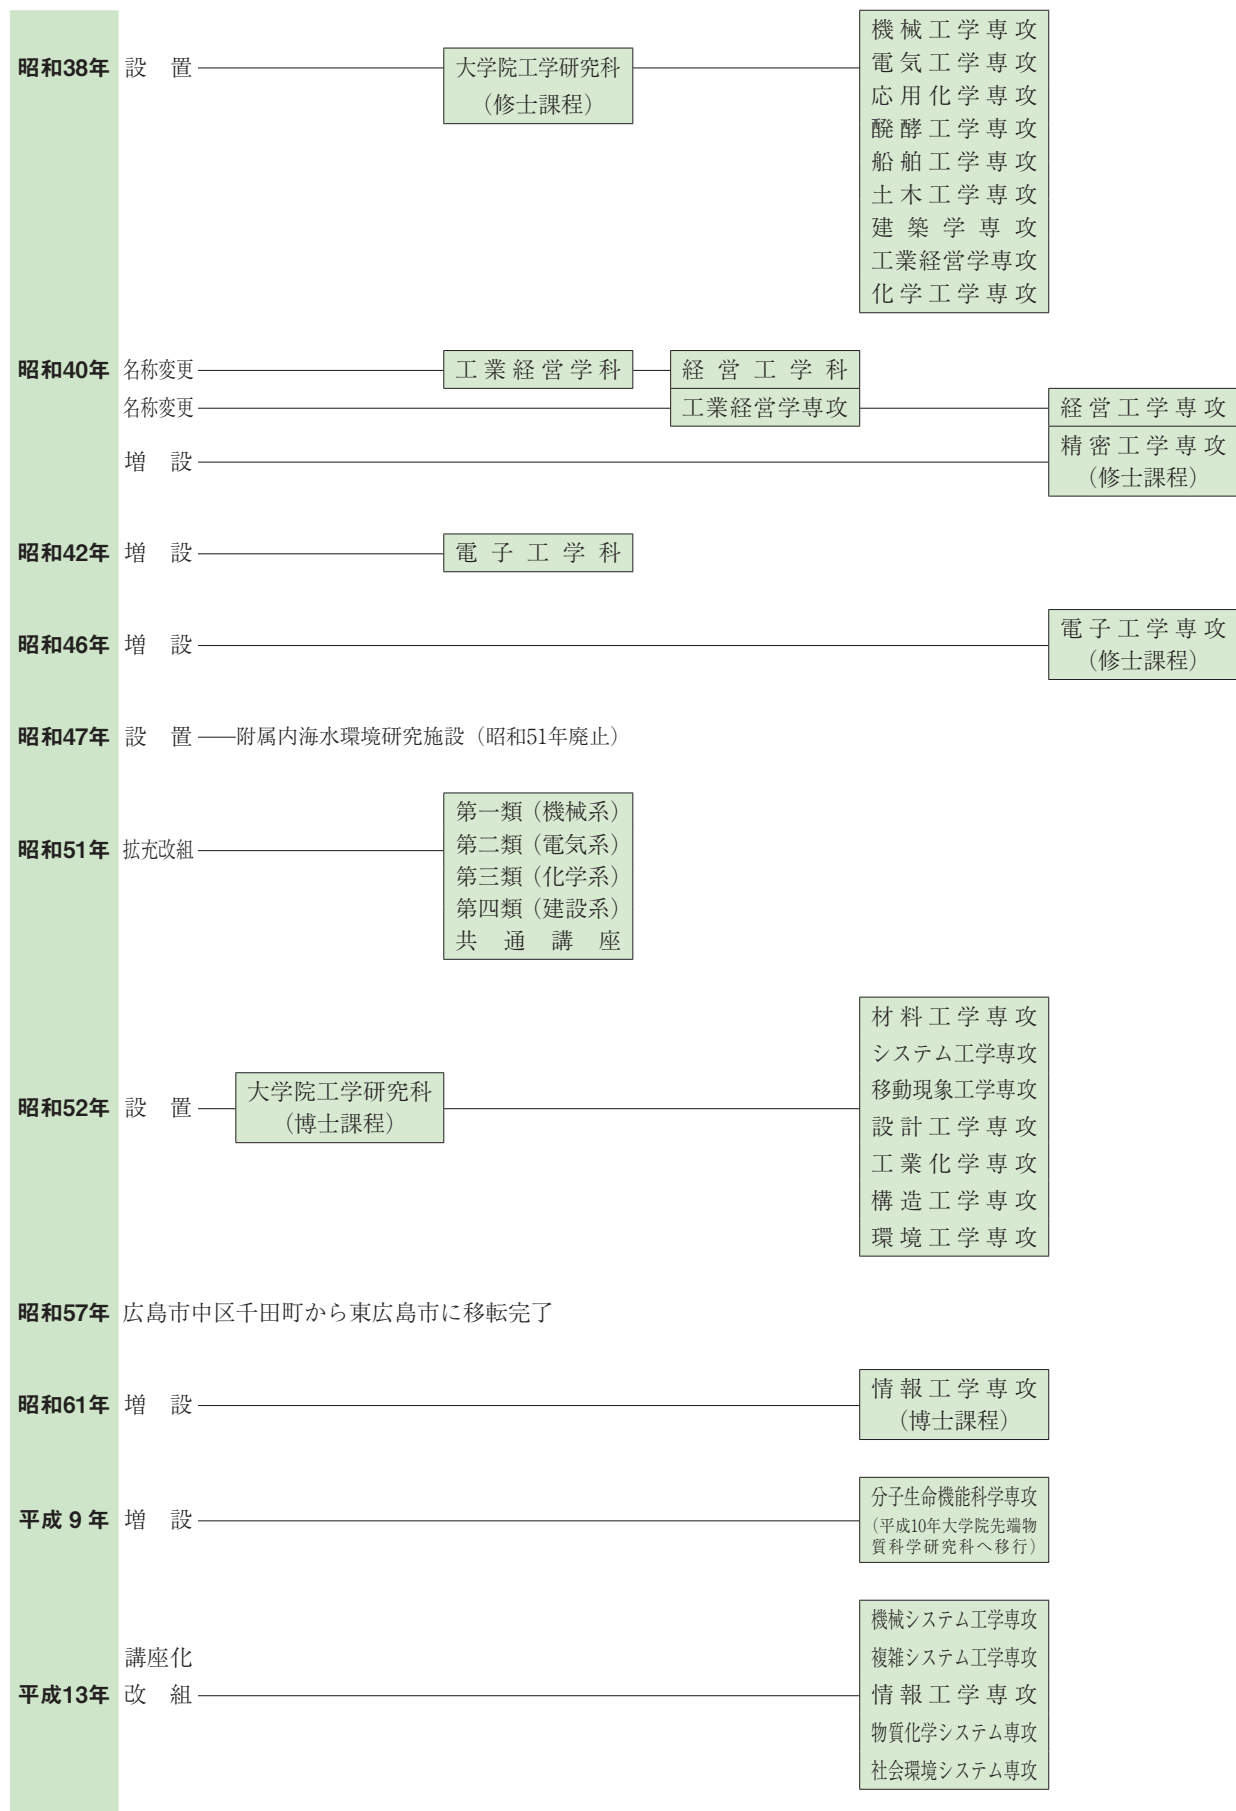 昭和38年 設 置 大学院工学研究科
(修士課程)
機械工学専攻
電気工学専攻
応用化学専攻
醗酵工学専攻
船舶工学専攻
土木工学専攻
建築学専攻
工業経営学専攻
化学工学専攻
昭和40年 名称変更 工業経営学科 経営工学科
名称変更 工業経営学専攻 経営工学専攻
増 設 精密工学専攻
(修士課程)
昭和42年 増 設 電子工学科
昭和46年 増 設 電子工学専攻
(修士課程)
昭和47年 設 置 附属内海水環境研究施設（昭和51年廃止）
昭和51年 拡充改組
第一類（機械系）
第二類（電気系）
第三類（化学系）
第四類（建設系）
共通講座
昭和52年 設 置 大学院工学研究科
（博士課程）
材料工学専攻
システム工学専攻
移動現象工学専攻
設計工学専攻
工業化学専攻
構造工学専攻
環境工学専攻
昭和57年 広島市中区千田町から東広島市に移転完了
昭和61年 増 設 情報工学専攻
（博士課程）
平成 9 年 増 設 分子生命機能科学専攻
（平成10年大学院先端物
質科学研究科へ移行）
平成13年 講座化
改 組
機械システム工学専攻
複雑システム工学専攻
情報工学専攻
物質化学システム専攻
社会環境システム専攻